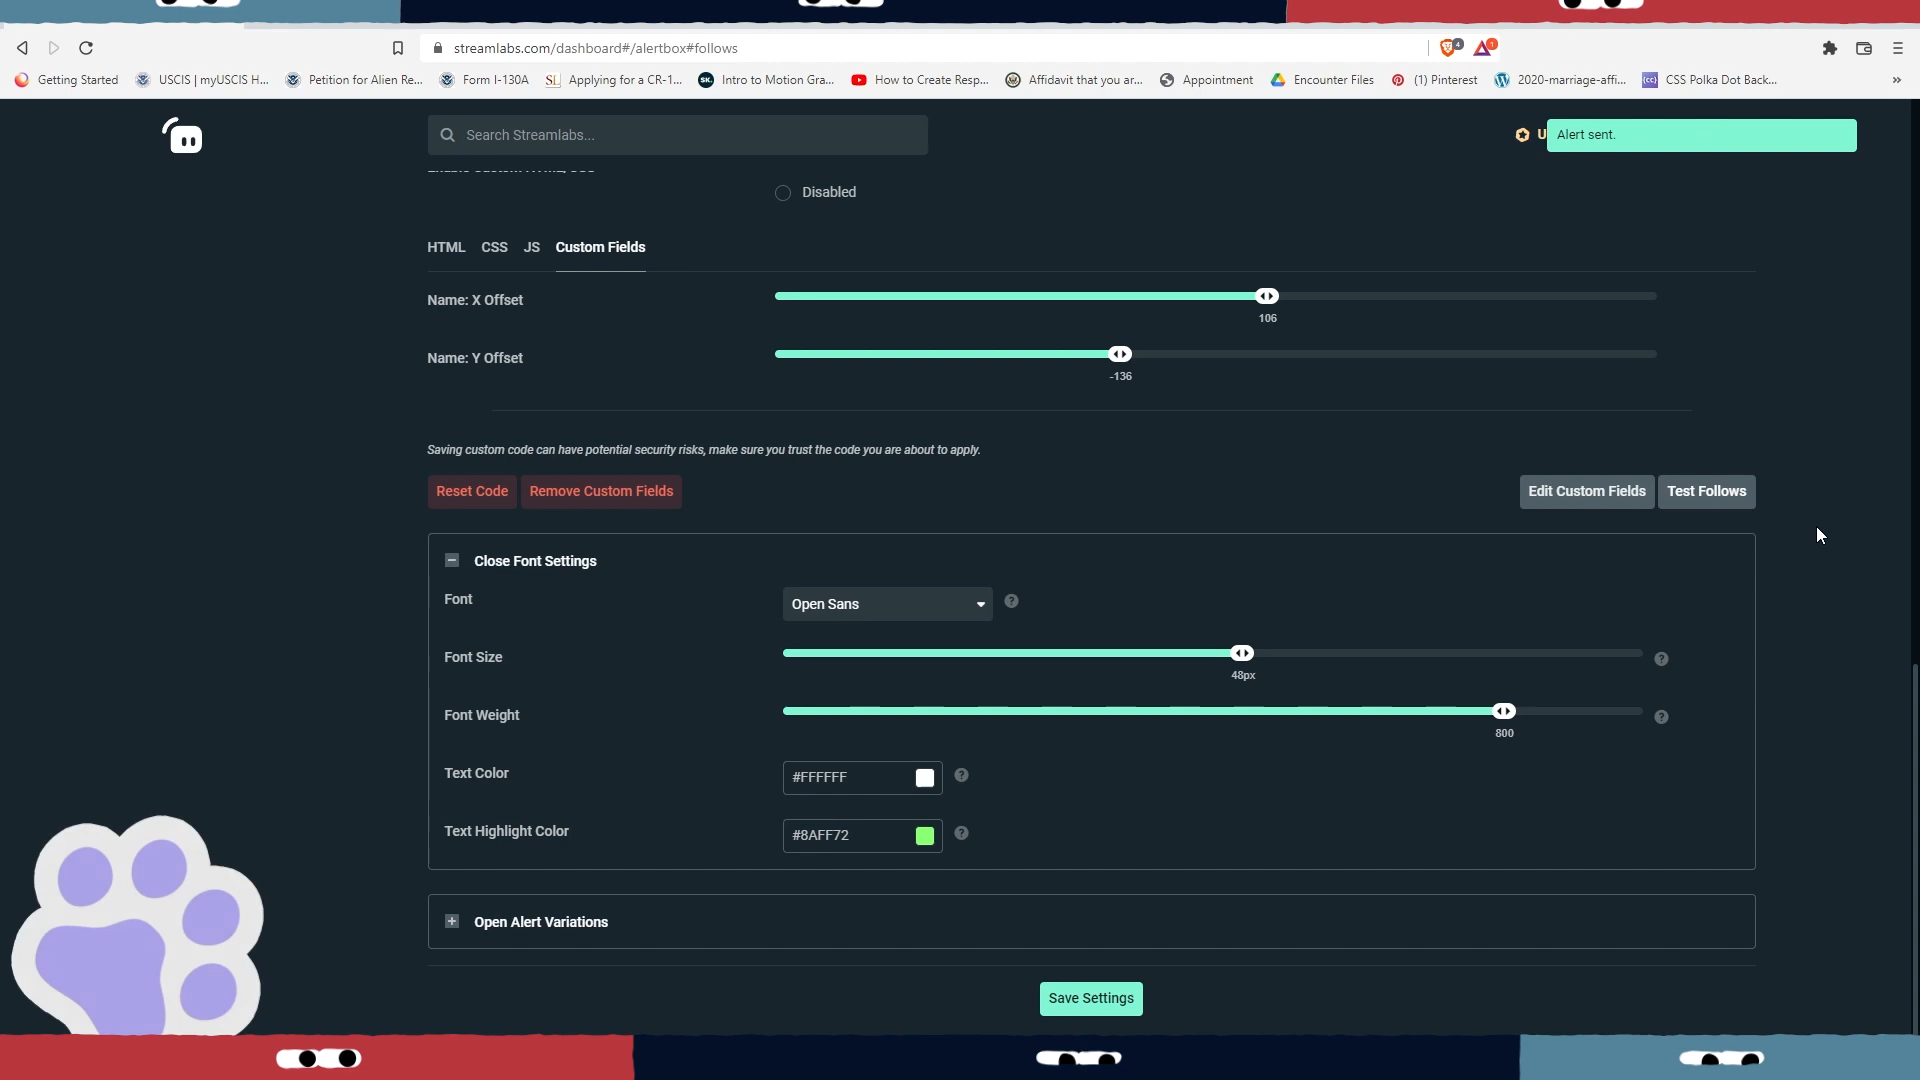 streamlabs.com/dashboard#/alertbox#follows
4
1
Getting Started
USCIS | myUSCIS H...
Petition for Alien Re...
Form I-130A
SL Applying for a CR-1...
SK. Intro to Motion Gra...
How to Create Resp...
Affidavit that you ar...
Appointment
Encounter Files
(1) Pinterest
2020-marriage-affi...
{cc} CSS Polka Dot Back...
»
Search Streamlabs...
U
Alert sent.
Disabled
HTML CSS JS Custom Fields
Name: X Offset
106
Name: Y Offset
-136
Saving custom code can have potential security risks, make sure you trust the code you are about to apply.
Reset Code
Remove Custom Fields
Edit Custom Fields
Test Follows
Close Font Settings
Font
Open Sans
?
Font Size
?
48px
Font Weight
?
800
Text Color
#FFFFFF
?
Text Highlight Color
#8AFF72
?
Open Alert Variations
Save Settings